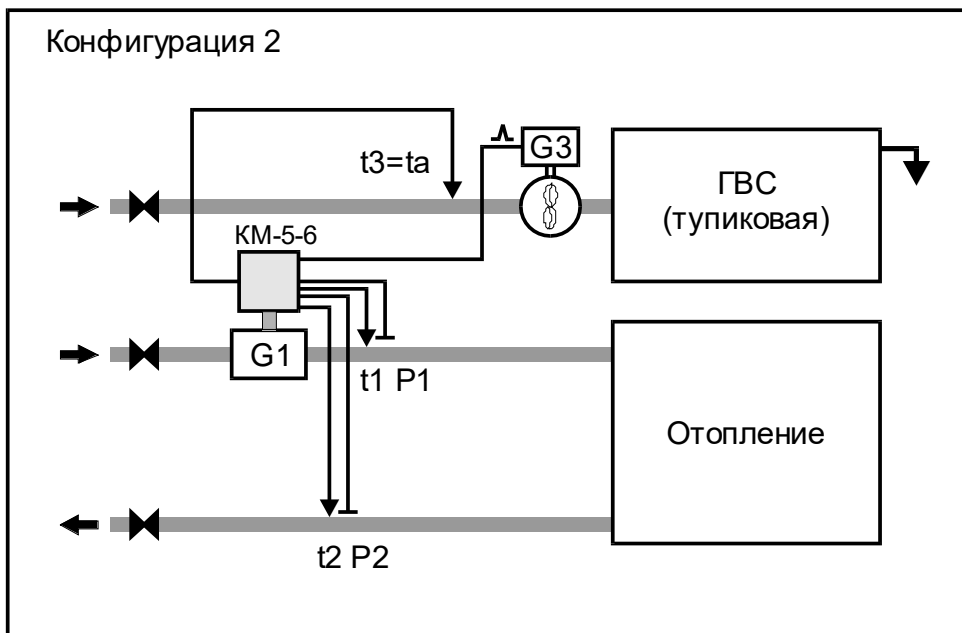 Конфигурация 2
t3=ta
G3
ГВС
(тупиковая)
КМ-5-6
G1
t1 P1
Отопление
t2 P2